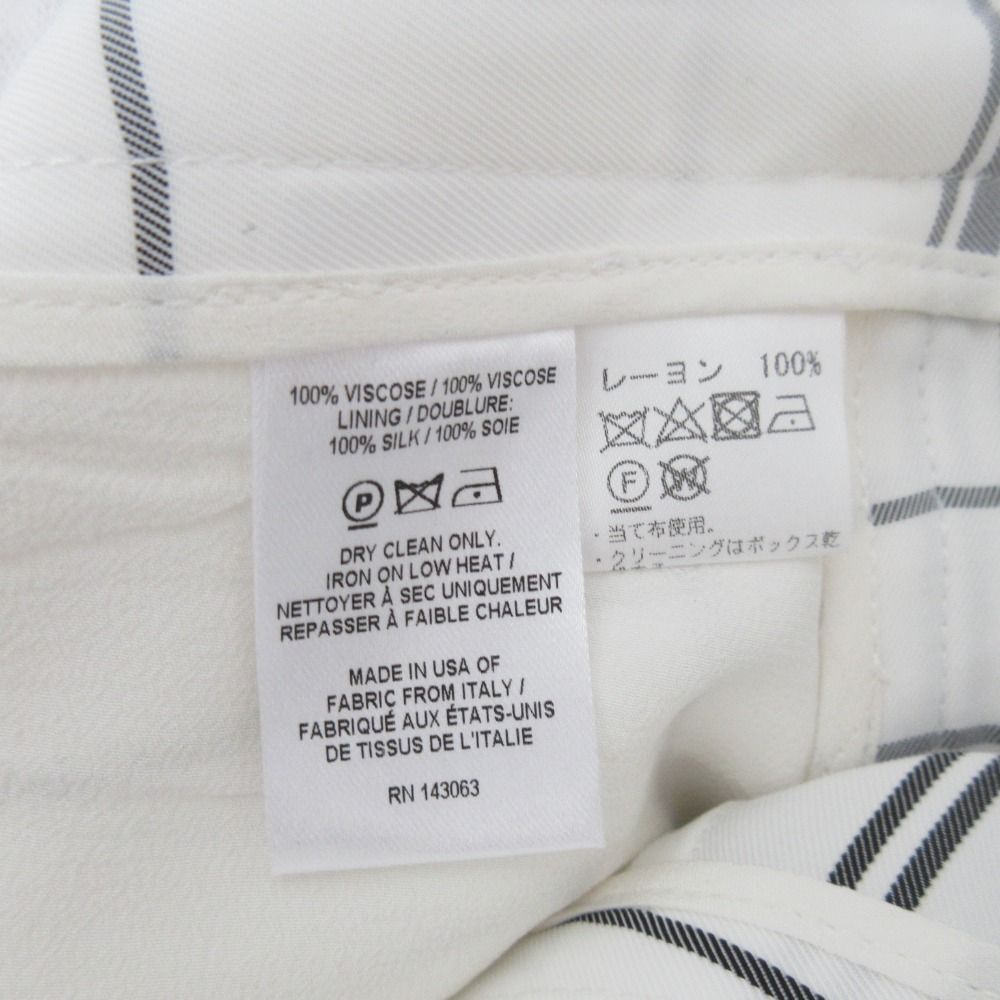 100% VISCOSE / 100% VISCOSE
LINING / DOUBLURE:
100% SILK / 100% SOIE
P
DRY CLEAN ONLY.
IRON ON LOW HEAT /
NETTOYER À SEC UNIQUEMENT
REPASSER À FAIBLE CHALEUR
MADE IN USA OF
FABRIC FROM ITALY /
FABRIQUÉ AUX ÉTATS-UNIS
DE TISSUS DE L'ITALIE
RN 143063
レーヨン 100%
F W
・当て布使用。
・クリーニングはボックス乾